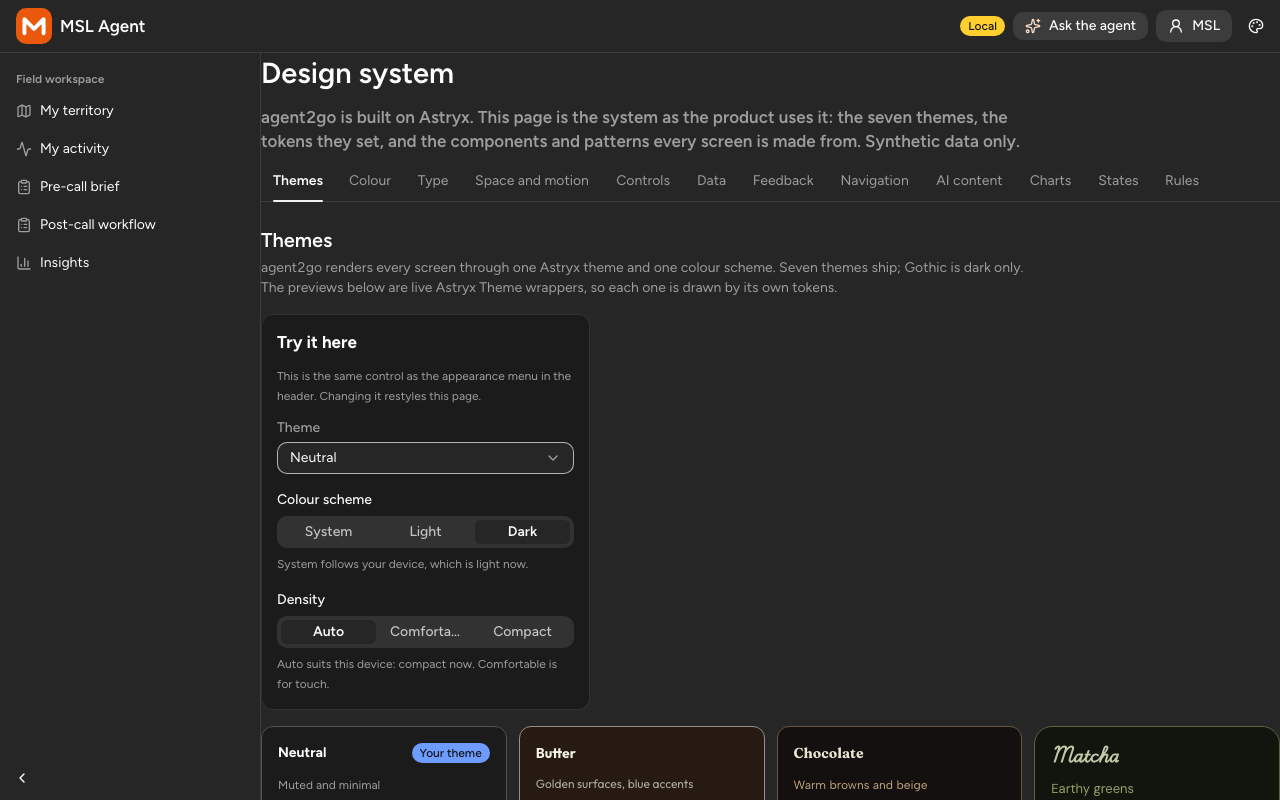 MSL Agent
Local
Ask the agent
MSL
Field workspace
My territory
My activity
Pre-call brief
Post-call workflow
Insights
Design system
agent2go is built on Astryx. This page is the system as the product uses it: the seven themes, the
tokens they set, and the components and patterns every screen is made from. Synthetic data only.
Themes Colour Type Space and motion Controls Data Feedback Navigation AI content Charts States Rules
Themes
agent2go renders every screen through one Astryx theme and one colour scheme. Seven themes ship; Gothic is dark only.
The previews below are live Astryx Theme wrappers, so each one is drawn by its own tokens.
Try it here
This is the same control as the appearance menu in the
header. Changing it restyles this page.
Theme
Neutral
Colour scheme
System Light Dark
System follows your device, which is light now.
Density
Auto Comforta... Compact
Auto suits this device: compact now. Comfortable is
for touch.
Neutral Your theme
Muted and minimal
Butter
Golden surfaces, blue accents
Chocolate
Warm browns and beige
Matcha
Earthy greens